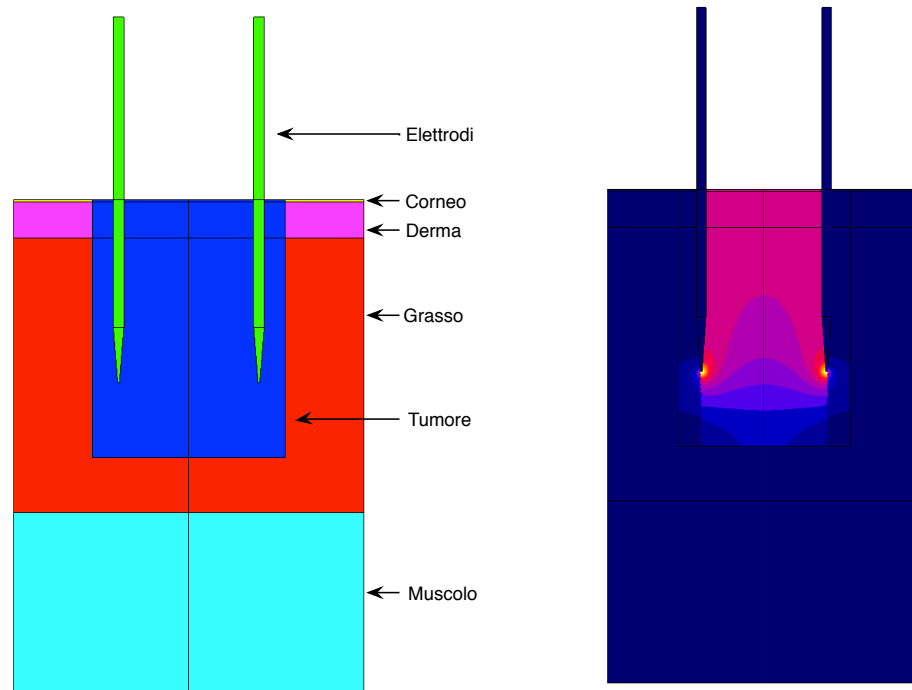 Elettrodi
Corneo
Derma
Grasso
Tumore
Muscolo